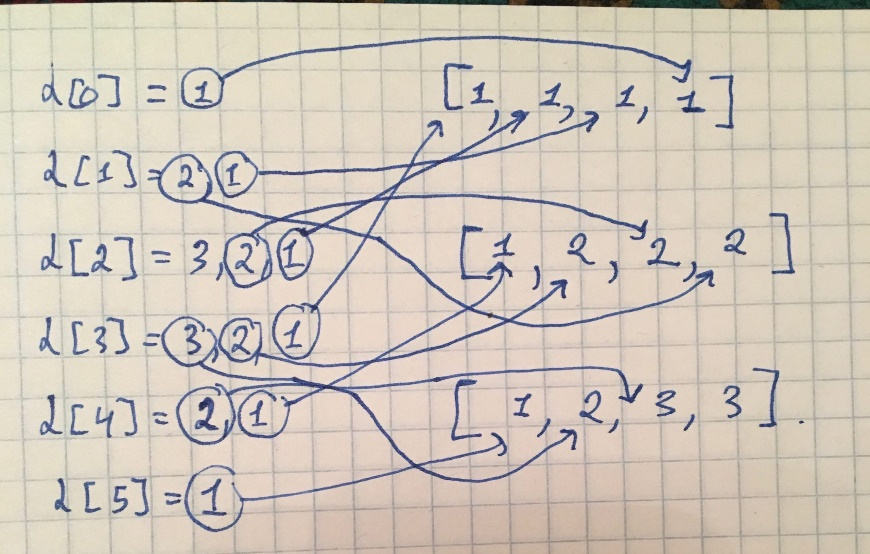 d[0] = 1
[1, 1, 1, 1]
d[1] = 2, 1
d[2] = 3, 2, 1
[1, 2, 2, 2]
d[3] = 3, 2, 1
d[4] = 2, 1
[1, 2, 3, 3].
d[5] = 1